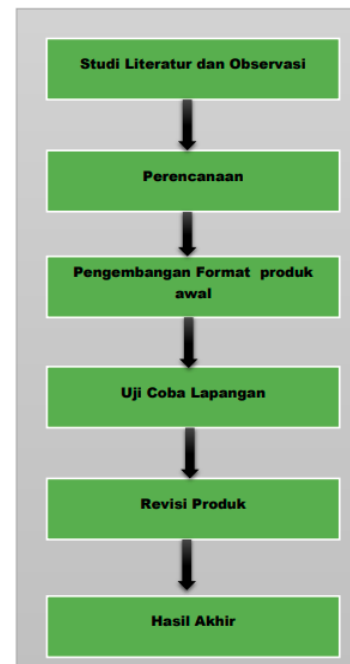 Studi Literatur dan Observasi
Perencanaan
Pengembangan Format produk
awal
Uji Coba Lapangan
Revisi Produk
Hasil Akhir